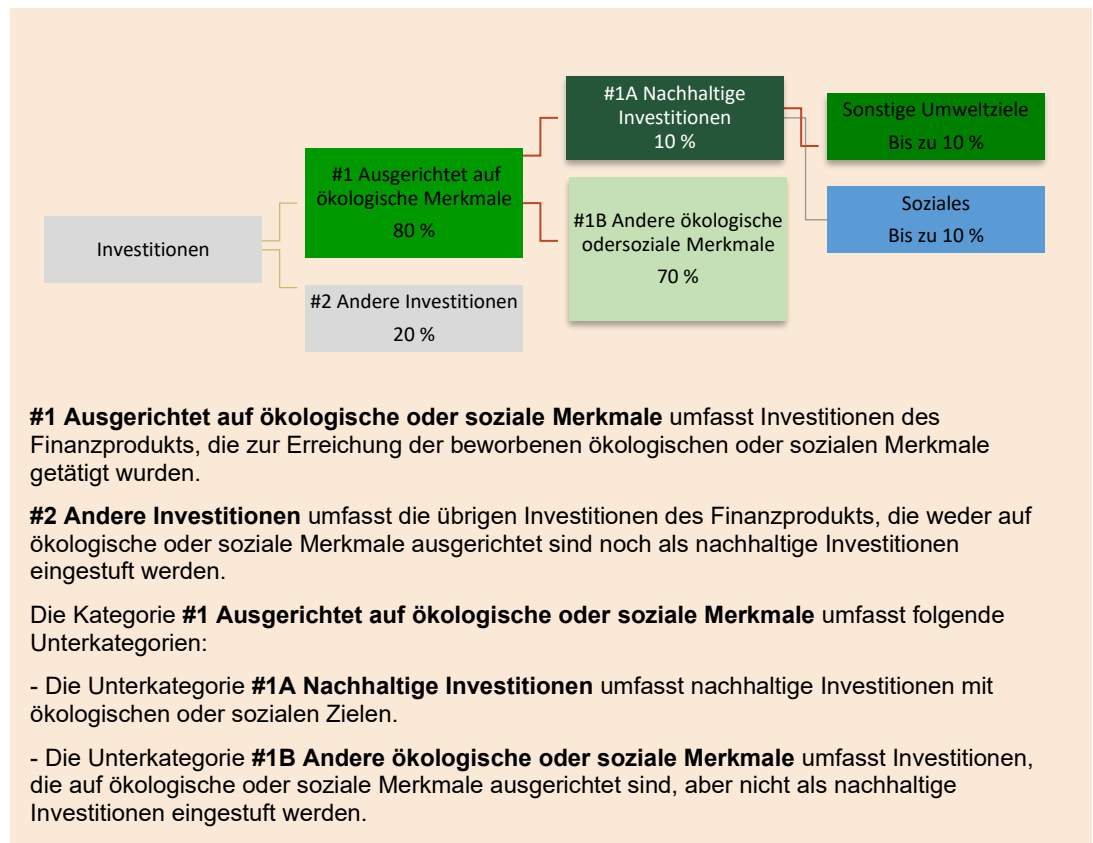 #1A Nachhaltige
Investitionen
10 %
Sonstige Umweltziele
Bis zu 10 %
#1 Ausgerichtet auf
ökologische Merkmale
80 %
#1B Andere ökologische
odersoziale Merkmale
70 %
Soziales
Bis zu 10 %
Investitionen
#2 Andere Investitionen
20 %
#1 Ausgerichtet auf ökologische oder soziale Merkmale umfasst Investitionen des
Finanzprodukts, die zur Erreichung der beworbenen ökologischen oder sozialen Merkmale
getätigt wurden.
#2 Andere Investitionen umfasst die übrigen Investitionen des Finanzprodukts, die weder auf
ökologische oder soziale Merkmale ausgerichtet sind noch als nachhaltige Investitionen
eingestuft werden.
Die Kategorie #1 Ausgerichtet auf ökologische oder soziale Merkmale umfasst folgende
Unterkategorien:
- Die Unterkategorie #1A Nachhaltige Investitionen umfasst nachhaltige Investitionen mit
ökologischen oder sozialen Zielen.
- Die Unterkategorie #1B Andere ökologische oder soziale Merkmale umfasst Investitionen,
die auf ökologische oder soziale Merkmale ausgerichtet sind, aber nicht als nachhaltige
Investitionen eingestuft werden.